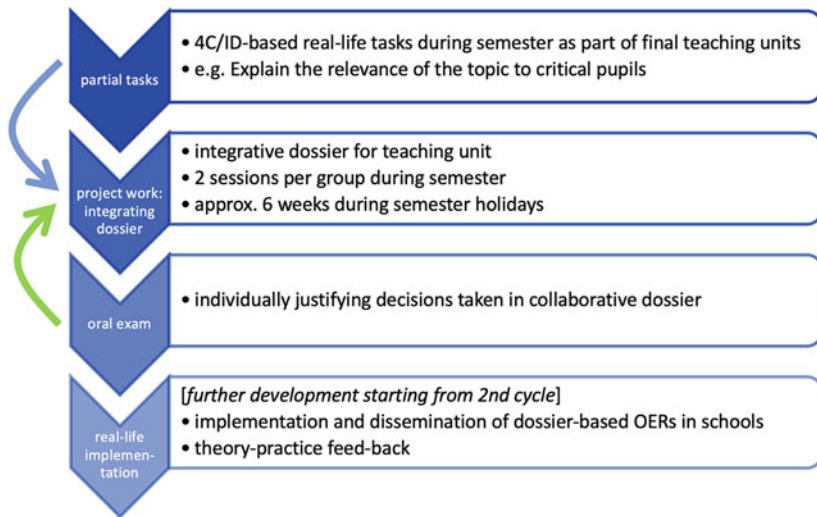 partial tasks
• 4C/ID-based real-life tasks during semester as part of final teaching units
• e.g. Explain the relevance of the topic to critical pupils
project work:
integrating
dossier
• integrative dossier for teaching unit
• 2 sessions per group during semester
• approx. 6 weeks during semester holidays
oral exam
• individually justifying decisions taken in collaborative dossier
real-life
implemen-
tation
[further development starting from 2nd cycle]
• implementation and dissemination of dossier-based OERs in schools
• theory-practice feed-back